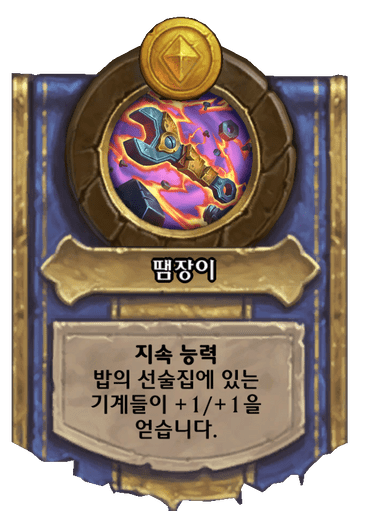 땜장이
지속 능력
밥의 선술집에 있는
기계들이 +1/+1을
얻습니다.